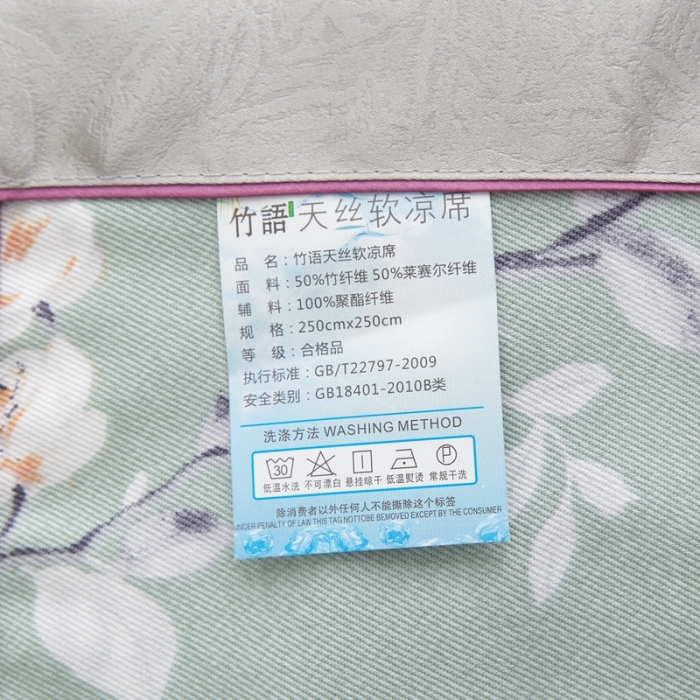 竹語 天丝软凉席
品 名：竹语天丝软凉席
面 料：50%竹纤维 50%莱赛尔纤维
辅 料：100%聚酯纤维
规 格：250cmx250cm
等 级：合格品
执行标准：GB/T22797-2009
安全类别：GB18401-2010B类
洗涤方法 WASHING METHOD
30 P
低温水洗 不可漂白 悬挂晾干 低温熨烫 常规干洗
除消费者以外任何人不能撕除这个标签
UNGER PENALTY OF LAW THIS TAG NOTTOBE BEMOVED EXCEPT BY THE CONSUMER